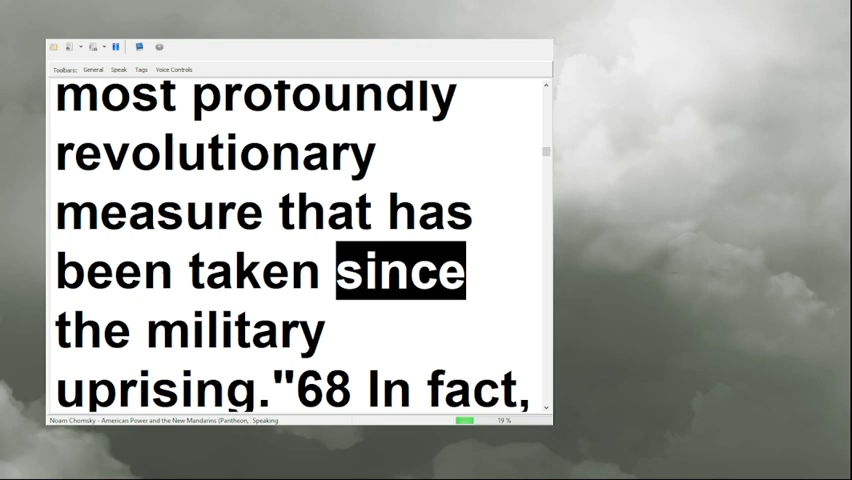 Toolbars: General Speak Tags Voice Controls
most profoundly
revolutionary
measure that has
been taken since
the military
uprising."68 In fact,
Noam Chomsky - American Power and the New Mandarins (Pantheon, Speaking 19 %